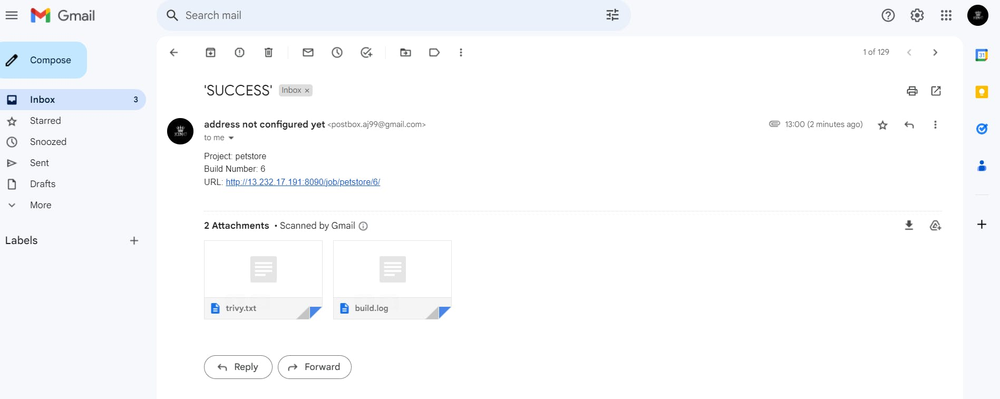 Gmail
Search mail
Compose
Inbox 3
Starred
Snoozed
Sent
Drafts
More
Labels
1 of 129
'SUCCESS' Inbox ×
address not configured yet <postbox.aj99@gmail.com>
13:00 (2 minutes ago)
to me
Project: petstore
Build Number: 6
URL: http://13.232.17.191:8090/job/petstore/6/
2 Attachments • Scanned by Gmail
trivy.txt
build.log
Reply
Forward
31
KING
KING